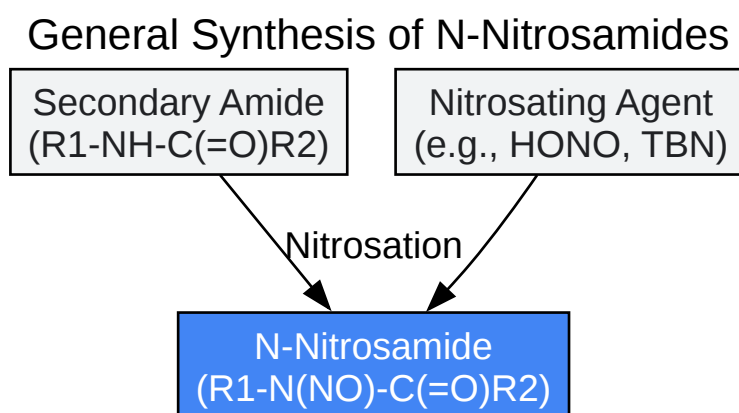 General Synthesis of N-Nitrosamides
Secondary Amide
(R1-NH-C(=O)R2)
Nitrosating Agent
(e.g., HONO, TBN)
Nitrosation
N-Nitrosamide
(R1-N(NO)-C(=O)R2)